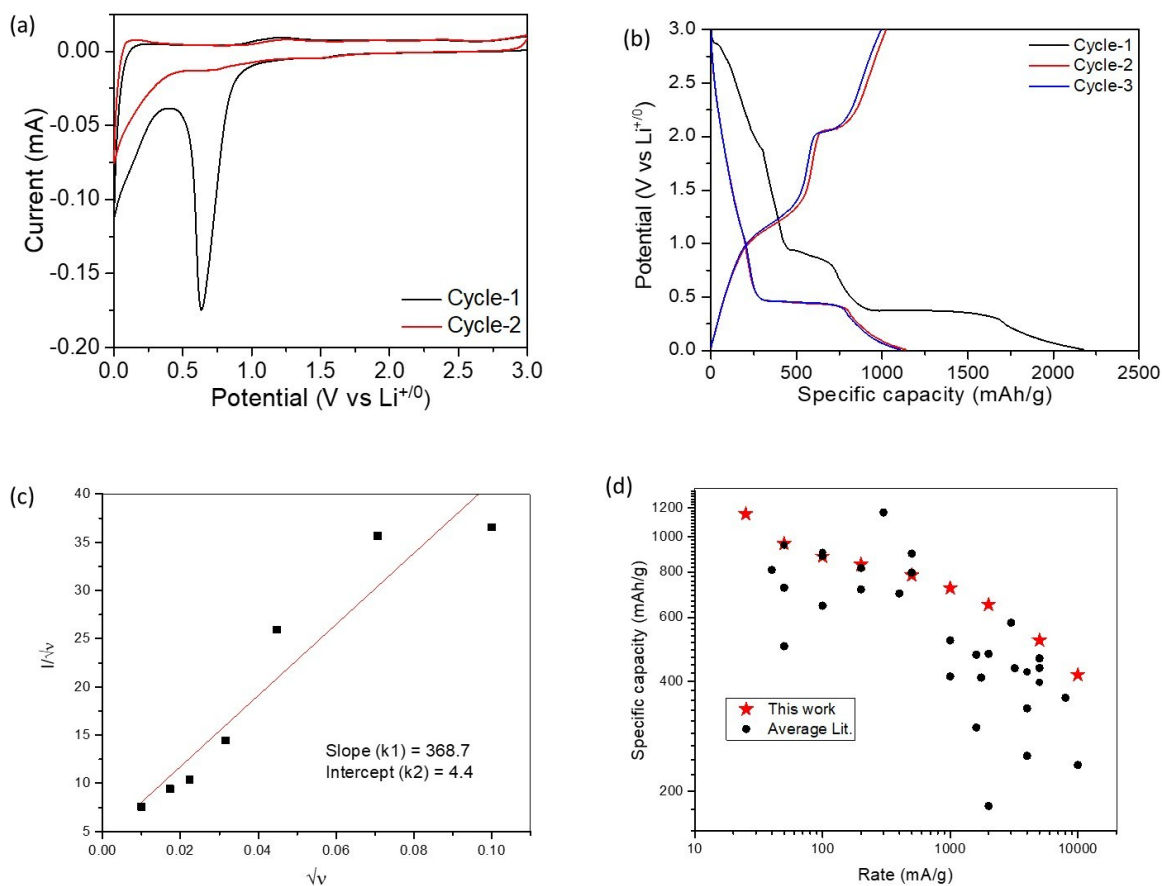 (a)
0.00
-0.05
-0.10
-0.15
-0.20
Current (mA)
Cycle-1
Cycle-2
0.0 0.5 1.0 1.5 2.0 2.5 3.0
Potential (V vs Li+/0)
(b)
3.0
2.5
2.0
1.5
1.0
0.5
0.0
Potential (V vs Li+/0)
Cycle-1
Cycle-2
Cycle-3
0 500 1000 1500 2000 2500
Specific capacity (mAh/g)
(c)
40
35
30
25
20
15
10
5
I/√ν
Slope (k1) = 368.7
Intercept (k2) = 4.4
0.00 0.02 0.04 0.06 0.08 0.10
√ν
(d)
1200
1000
800
600
400
200
Specific capacity (mAh/g)
This work
Average Lit.
10 100 1000 10000
Rate (mA/g)